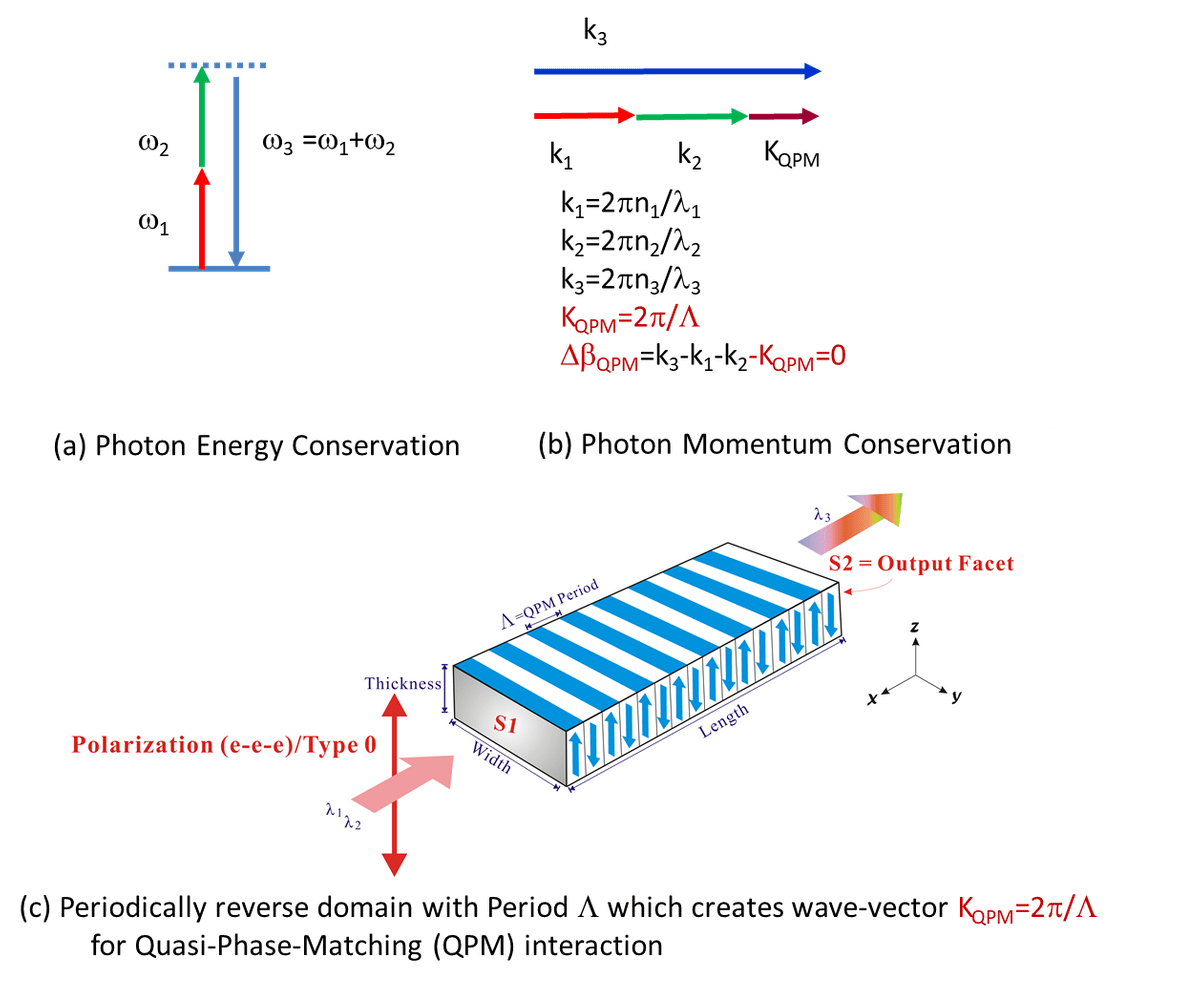 ω2
ω1
ω3 =ω1+ω2
k3
k1
k2
KQPM
k1=2πn1/λ1
k2=2πn2/λ2
k3=2πn3/λ3
KQPM=2π/Λ
ΔβQPM=k3-k1-k2-KQPM=0
(a) Photon Energy Conservation
(b) Photon Momentum Conservation
λ3
S2 = Output Facet
Λ=QPM Period
z
x
y
Thickness
S1
Width
Length
Polarization (e-e-e)/Type 0
λ1
λ2
(c) Periodically reverse domain with Period Λ which creates wave-vector KQPM=2π/Λ
for Quasi-Phase-Matching (QPM) interaction